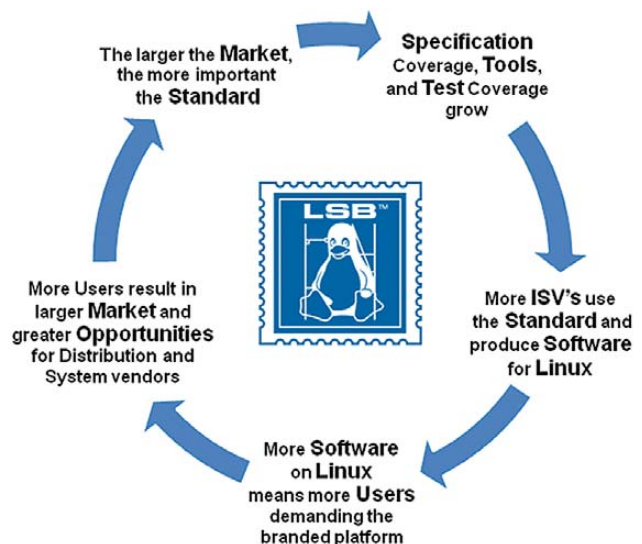 The larger the Market,
the more important
the Standard
Specification
Coverage, Tools,
and Test Coverage
grow
LSB™
More Users result in
larger Market and
greater Opportunities
for Distribution and
System vendors
More ISV's use
the Standard and
produce Software
for Linux
More Software
on Linux
means more Users
demanding the
branded platform